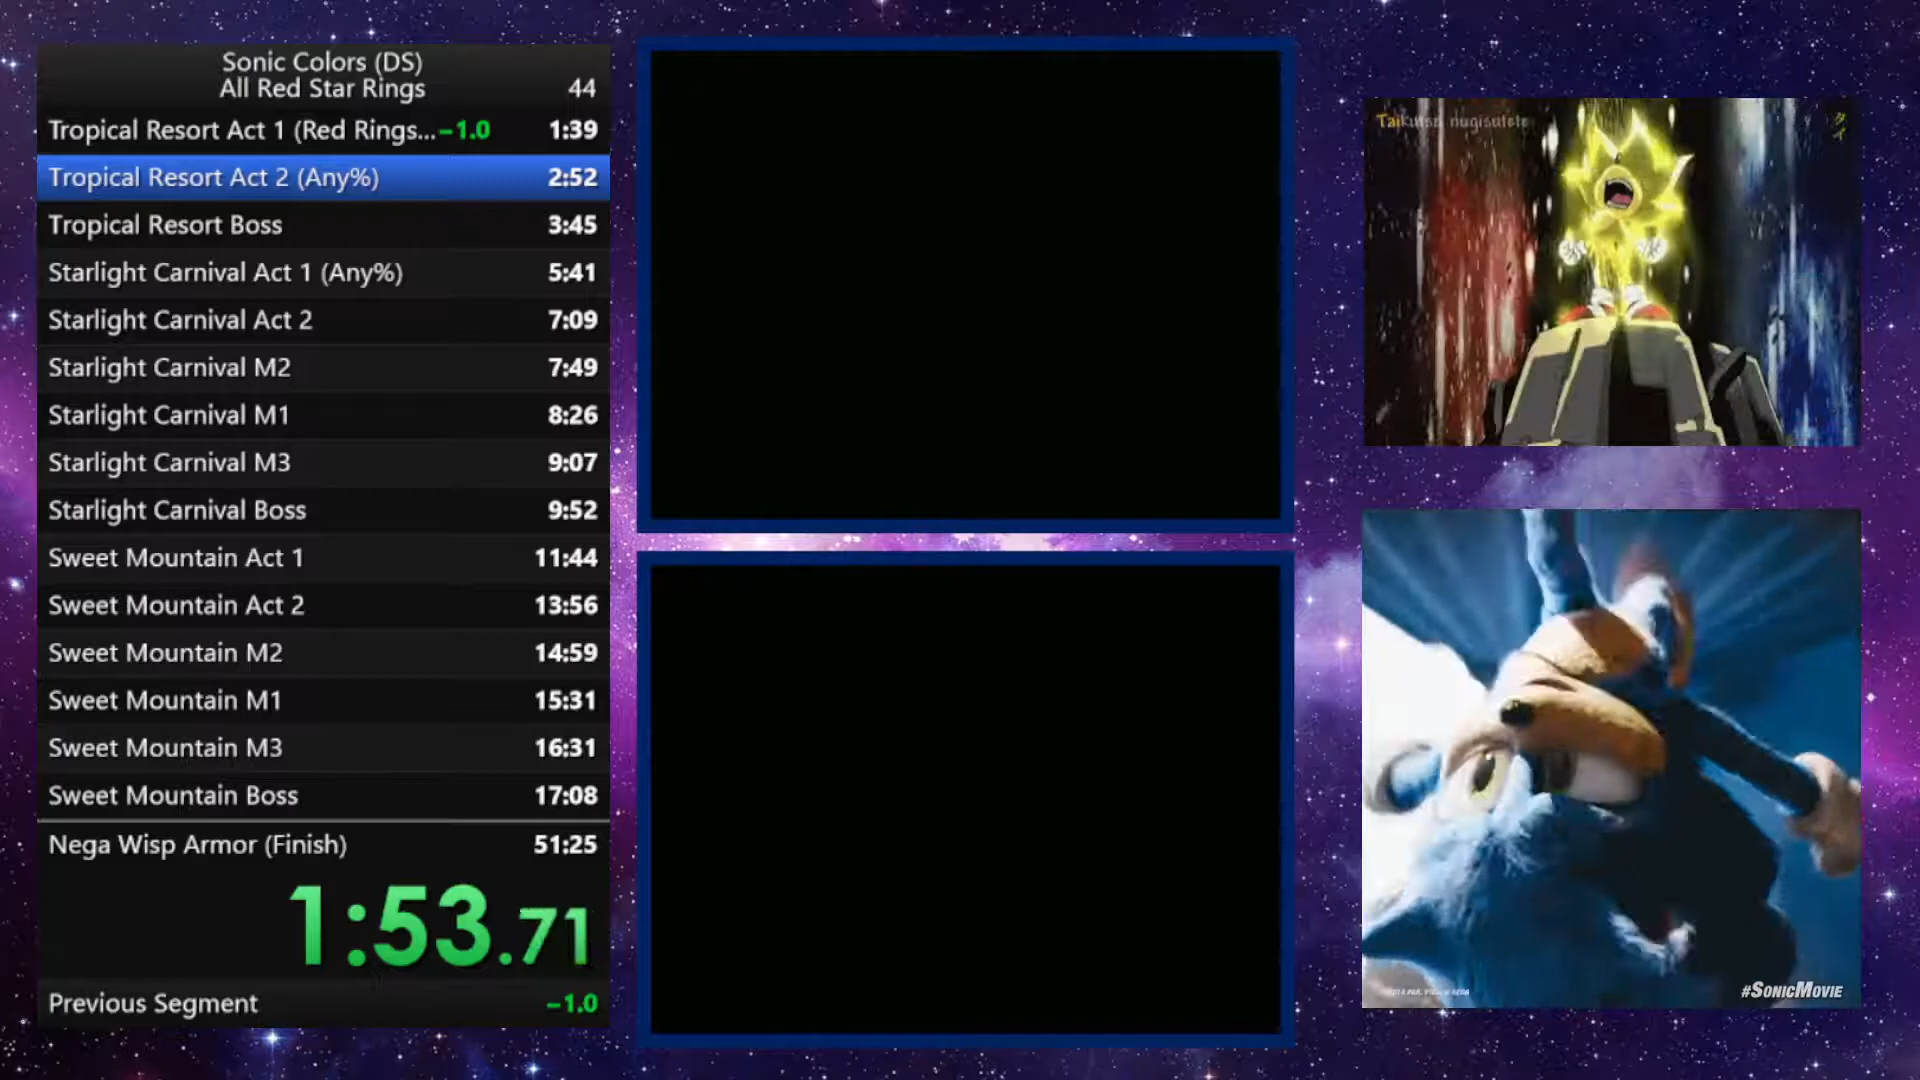 Sonic Colors (DS)
All Red Star Rings 44
Tropical Resort Act 1 (Red Rings... −1.0 1:39
Tropical Resort Act 2 (Any%) 2:52
Tropical Resort Boss 3:45
Starlight Carnival Act 1 (Any%) 5:41
Starlight Carnival Act 2 7:09
Starlight Carnival M2 7:49
Starlight Carnival M1 8:26
Starlight Carnival M3 9:07
Starlight Carnival Boss 9:52
Sweet Mountain Act 1 11:44
Sweet Mountain Act 2 13:56
Sweet Mountain M2 14:59
Sweet Mountain M1 15:31
Sweet Mountain M3 16:31
Sweet Mountain Boss 17:08
Nega Wisp Armor (Finish) 51:25
1:53.71
Previous Segment −1.0
タイ
#SonicMovie